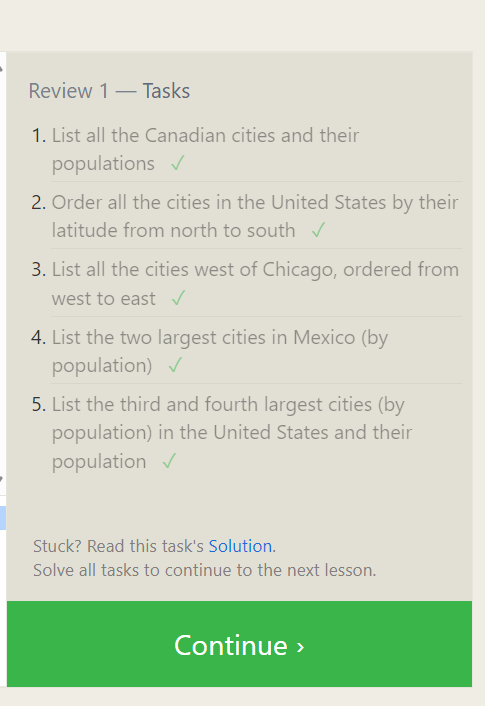 Review 1 — Tasks
1. List all the Canadian cities and their
populations ✓
2. Order all the cities in the United States by their
latitude from north to south ✓
3. List all the cities west of Chicago, ordered from
west to east ✓
4. List the two largest cities in Mexico (by
population) ✓
5. List the third and fourth largest cities (by
population) in the United States and their
population ✓
Stuck? Read this task's Solution.
Solve all tasks to continue to the next lesson.
Continue ›